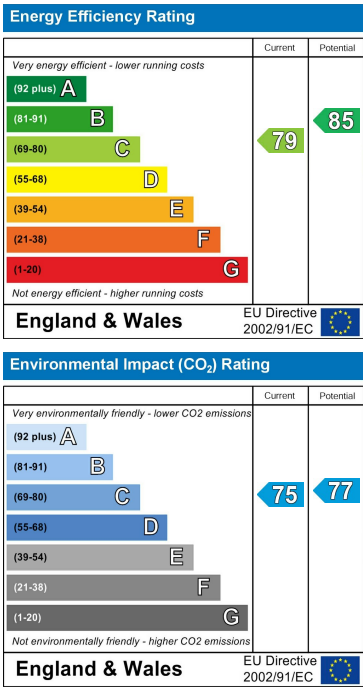 Energy Efficiency Rating
Current Potential
Very energy efficient - lower running costs
(92 plus) A
(81-91) B
(69-80) C
(55-68) D
(39-54) E
(21-38) F
(1-20) G
79
85
Not energy efficient - higher running costs
England & Wales
EU Directive
2002/91/EC
Environmental Impact (CO₂) Rating
Current Potential
Very environmentally friendly - lower CO2 emissions
(92 plus) A
(81-91) B
(69-80) C
(55-68) D
(39-54) E
(21-38) F
(1-20) G
75
77
Not environmentally friendly - higher CO2 emissions
England & Wales
EU Directive
2002/91/EC